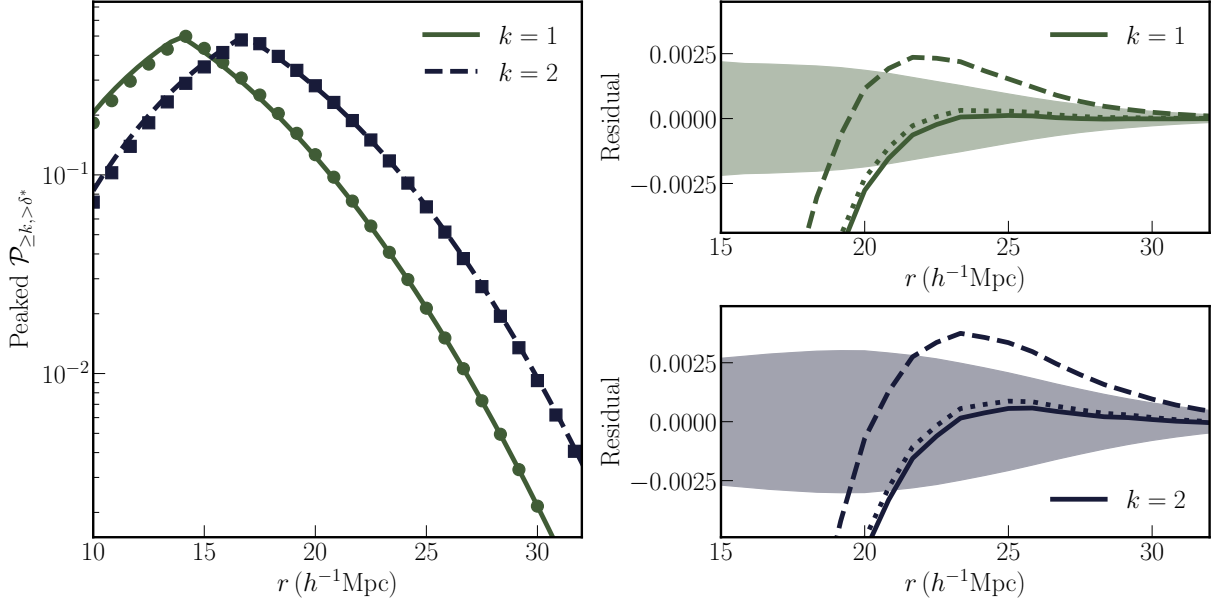 Peaked 𝒫≥k,>δ*
10⁻¹
10⁻²
k = 1
k = 2
10 15 20 25 30
r (h⁻¹Mpc)
Residual
0.0025
0.0000
−0.0025
k = 1
15 20 25 30
r (h⁻¹Mpc)
Residual
0.0025
0.0000
−0.0025
k = 2
15 20 25 30
r (h⁻¹Mpc)